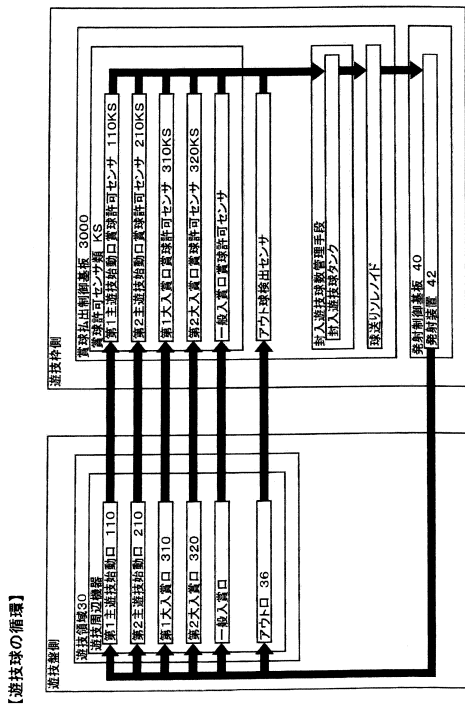 【遊技球の循環】
遊技盤側
遊技領域30
遊技周辺機器
第1主遊技始動口 110
第2主遊技始動口 210
第1大入賞口 310
第2大入賞口 320
一般入賞口
アウト口 36
遊技枠側
賞球払出制御基板 3000
賞球許可センサ類 KS
第1主遊技始動口賞球許可センサ 110KS
第2主遊技始動口賞球許可センサ 210KS
第1大入賞口賞球許可センサ 310KS
第2大入賞口賞球許可センサ 320KS
一般入賞口賞球許可センサ
アウト球検出センサ
封入遊技球数管理手段
封入遊技球タンク
球送りソレノイド
発射制御基板 40
発射装置 42